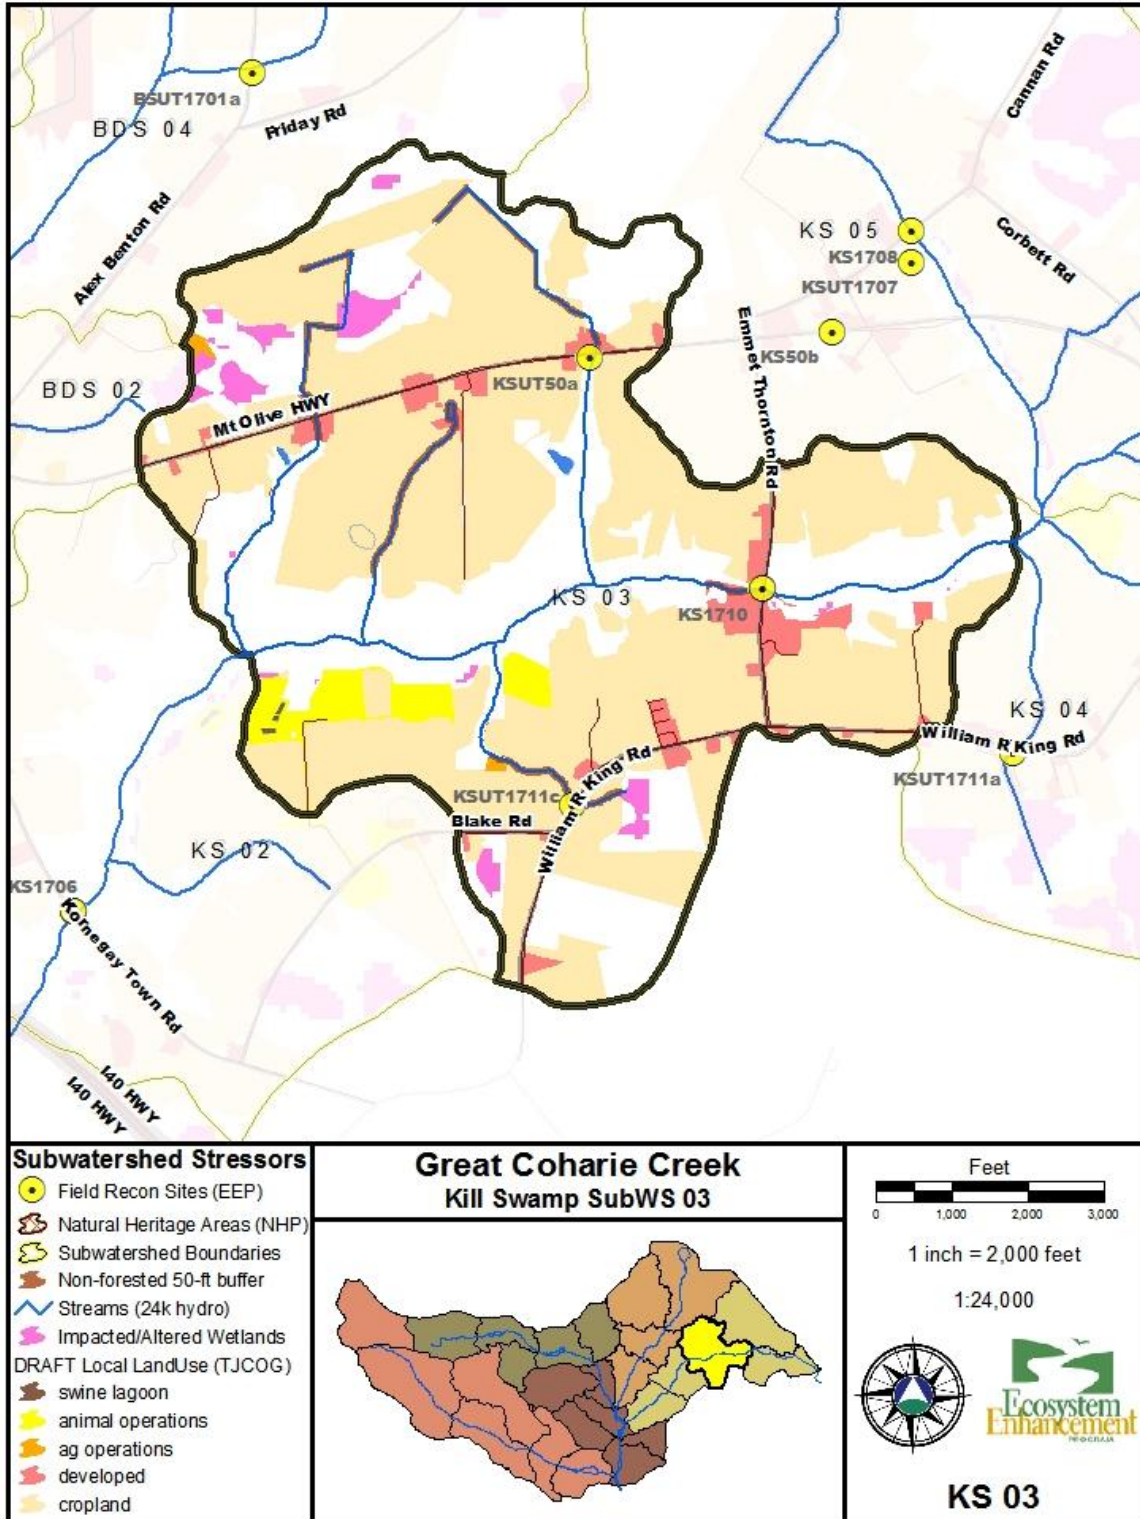 BSUT1701a
BDS 04
Friday Rd
Cannan Rd
Alex Benton Rd
KS 05
KS1708
KSUT1707
Corbett Rd
Emmet Thornton Rd
KS50b
KSUT50a
BDS 02
Mt Olive HWY
KS 03
KS1710
KS 04
William R King Rd
KSUT1711a
William R King Rd
KSUT1711c
Blake Rd
KS 02
KS1706
Kornegay Town Rd
I40 HWY
I40 HWY
Subwatershed Stressors
Field Recon Sites (EEP)
Natural Heritage Areas (NHP)
Subwatershed Boundaries
Non-forested 50-ft buffer
Streams (24k hydro)
Impacted/Altered Wetlands
DRAFT Local LandUse (TJCOG)
swine lagoon
animal operations
ag operations
developed
cropland
Great Coharie Creek
Kill Swamp SubWS 03
Feet
0 1,000 2,000 3,000
1 inch = 2,000 feet
1:24,000
Ecosystem
Enhancement
PROGRAM
KS 03